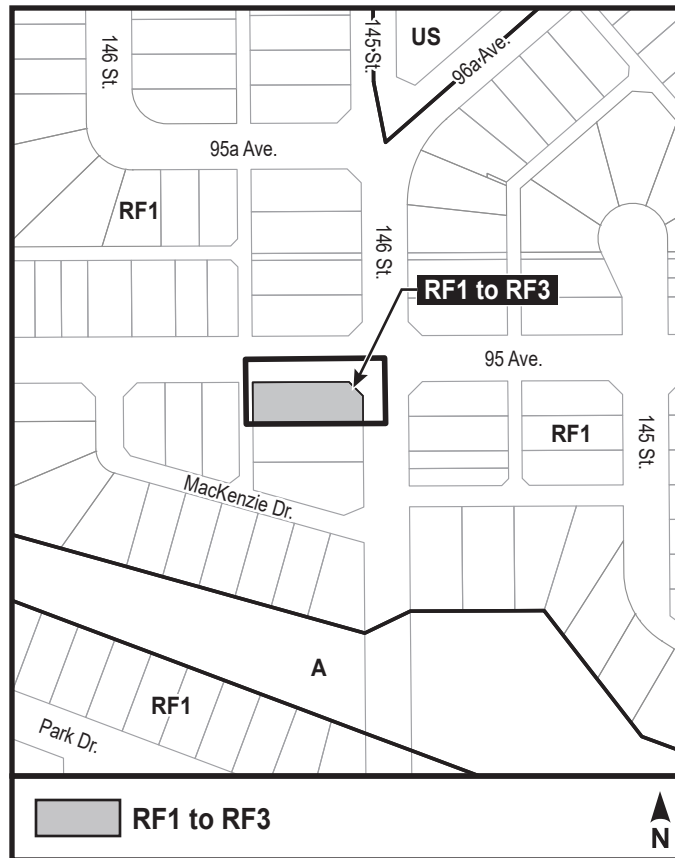 146 St.
145 St.
US
96a Ave.
95a Ave.
RF1
146 St.
RF1 to RF3
95 Ave.
RF1
145 St.
MacKenzie Dr.
A
RF1
Park Dr.
RF1 to RF3
N